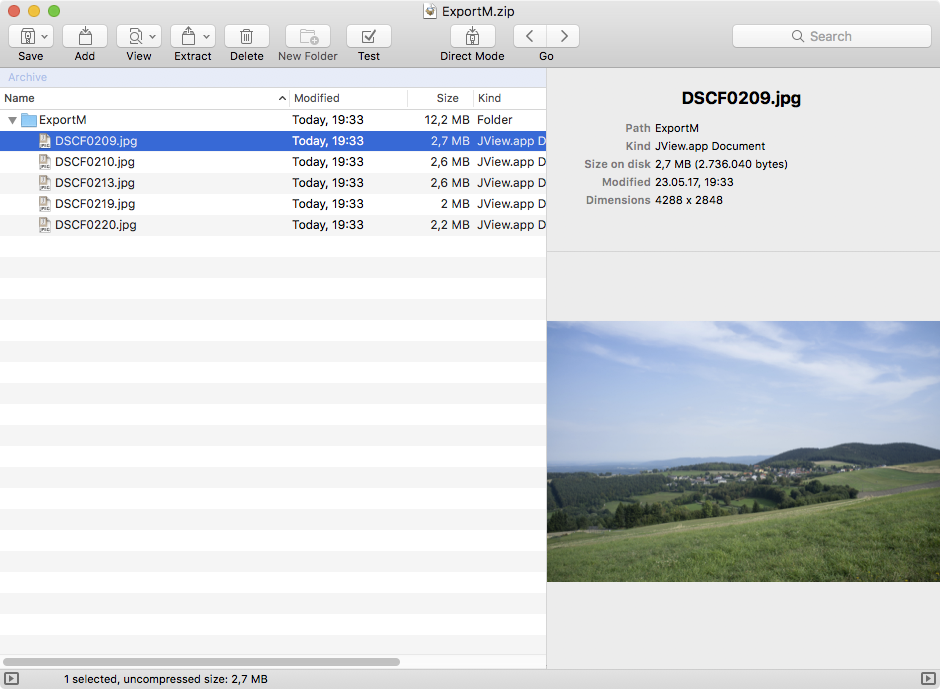 ExportM.zip
Save Add View Extract Delete New Folder Test Direct Mode Go Search
Archive
Name Modified Size Kind
ExportM Today, 19:33 12,2 MB Folder
DSCF0209.jpg Today, 19:33 2,7 MB JView.app D
DSCF0210.jpg Today, 19:33 2,6 MB JView.app D
DSCF0213.jpg Today, 19:33 2,6 MB JView.app D
DSCF0219.jpg Today, 19:33 2 MB JView.app D
DSCF0220.jpg Today, 19:33 2,2 MB JView.app D
DSCF0209.jpg
Path ExportM
Kind JView.app Document
Size on disk 2,7 MB (2.736.040 bytes)
Modified 23.05.17, 19:33
Dimensions 4288 x 2848
1 selected, uncompressed size: 2,7 MB